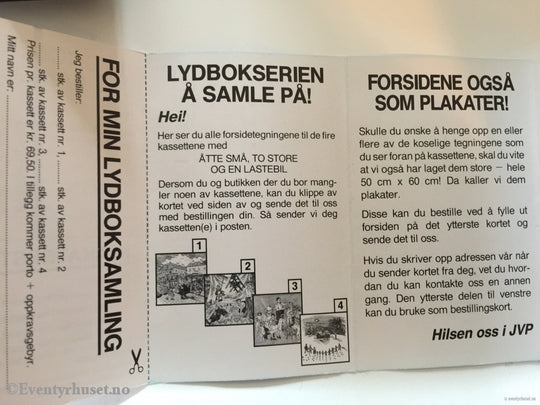 FOR MIN LYDBOKSAMLING
Jeg bestiller:
........ stk. av kassett nr. 1, ........ stk. av kassett nr. 2
........ stk. av kassett nr. 3, ........ stk. av kassett nr. 4
Prisen pr. kassett er kr. 69,50. I tillegg kommer porto + oppkravsgebyr.
Mitt navn er:
LYDBOKSERIEN
Å SAMLE PÅ!
Hei!
Her ser du alle forsidetegningene til de fire
kassettene med
ÅTTE SMÅ, TO STORE
OG EN LASTEBIL
Dersom du og butikken der du bor mang-
ler noen av kassettene, kan du klippe av
kortet ved siden av og sende det til oss
med bestillingen din. Så sender vi deg
kassetten(e) i posten.
1
2
3
4
FORSIDENE OGSÅ
SOM PLAKATER!
Skulle du ønske å henge opp en eller
flere av de koselige tegningene som
du ser foran på kassettene, skal du vite
at vi også har laget dem store – hele
50 cm x 60 cm! Da kaller vi dem
plakater.
Disse kan du bestille ved å fylle ut
forsiden på det ytterste kortet og
sende det til oss.
Hvis du skriver opp adressen vår når
du sender kortet fra deg, vet du hvor-
dan du kan kontakte oss en annen
gang. Den ytterste delen til venstre
kan du bruke som bestillingskort.
Hilsen oss i JVP
©Eventyrhuset.no